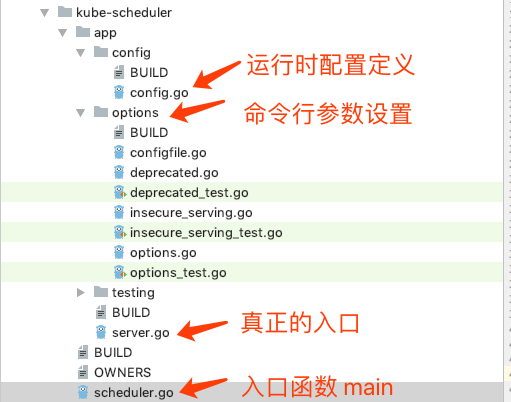 kube-scheduler
app
config
BUILD
config.go
运行时配置定义
options
命令行参数设置
BUILD
configfile.go
deprecated.go
deprecated_test.go
insecure_serving.go
insecure_serving_test.go
options.go
options_test.go
testing
BUILD
server.go
真正的入口
BUILD
OWNERS
scheduler.go
入口函数 main